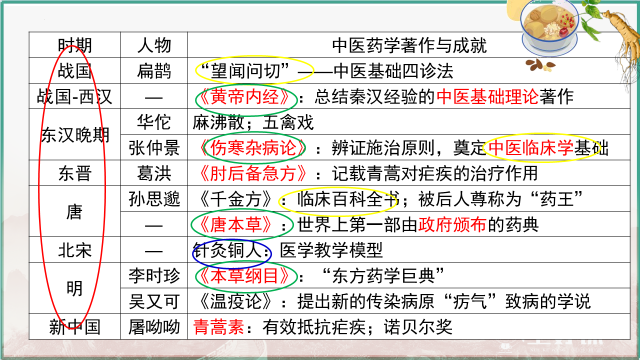 时期 人物 中医药学著作与成就
战国 扁鹊 “望闻问切”——中医基础四诊法
战国-西汉 — 《黄帝内经》：总结秦汉经验的中医基础理论著作
东汉晚期 华佗 麻沸散；五禽戏
张仲景 《伤寒杂病论》：辨证施治原则，奠定中医临床学基础
东晋 葛洪 《肘后备急方》：记载青蒿对疟疾的治疗作用
唐 孙思邈 《千金方》：临床百科全书；被后人尊称为“药王”
— 《唐本草》：世界上第一部由政府颁布的药典
北宋 — 针灸铜人：医学教学模型
明 李时珍 《本草纲目》：“东方药学巨典”
吴又可 《温疫论》：提出新的传染病原“疠气”致病的学说
新中国 屠呦呦 青蒿素：有效抵抗疟疾；诺贝尔奖